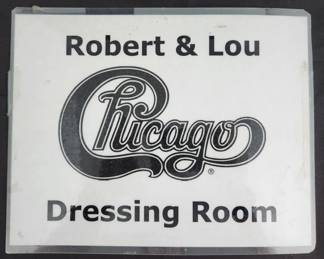 Robert & Lou
Chicago
®
Dressing Room